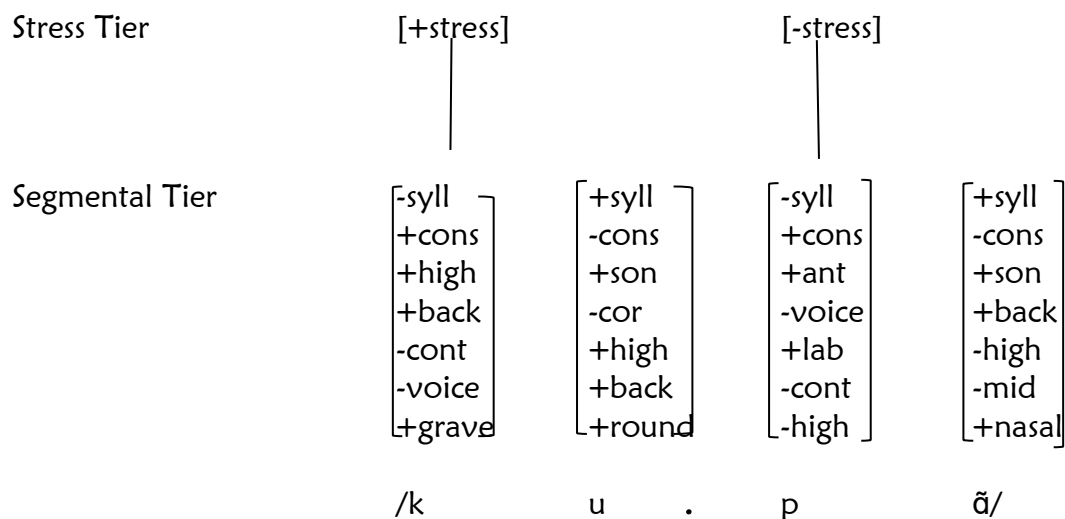 Stress Tier [+stress] [-stress]
Segmental Tier -syll +syll -syll +syll
+cons -cons +cons -cons
+high +son +ant +son
+back -cor -voice +back
-cont +high +lab -high
-voice +back -cont -mid
+grave +round -high +nasal
/k u . p ɑ̃/